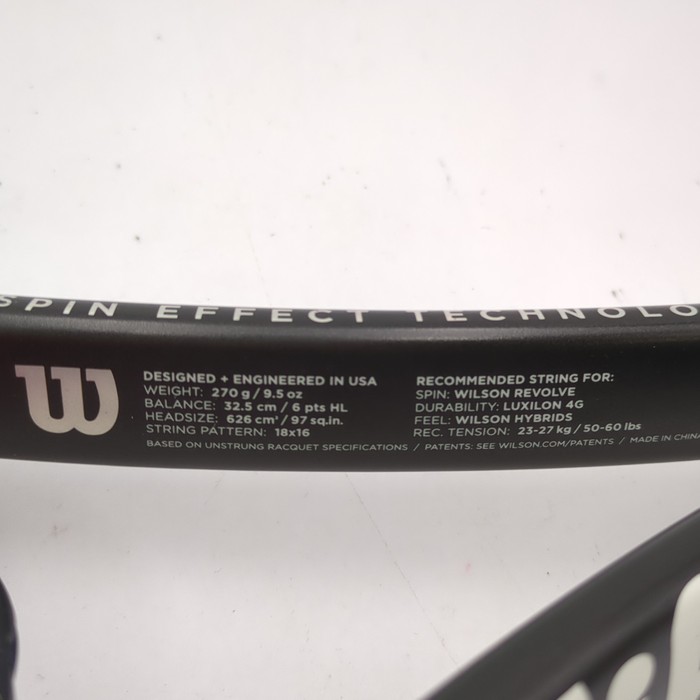 SPIN EFFECT TECHNOLO
W
DESIGNED + ENGINEERED IN USA
WEIGHT: 270 g / 9.5 oz
BALANCE: 32.5 cm / 6 pts HL
HEADSIZE: 626 cm² / 97 sq.in.
STRING PATTERN: 18x16
RECOMMENDED STRING FOR:
SPIN: WILSON REVOLVE
DURABILITY: LUXILON 4G
FEEL: WILSON HYBRIDS
REC. TENSION: 23-27 kg / 50-60 lbs
BASED ON UNSTRUNG RACQUET SPECIFICATIONS / PATENTS: SEE WILSON.COM/PATENTS / MADE IN CHINA